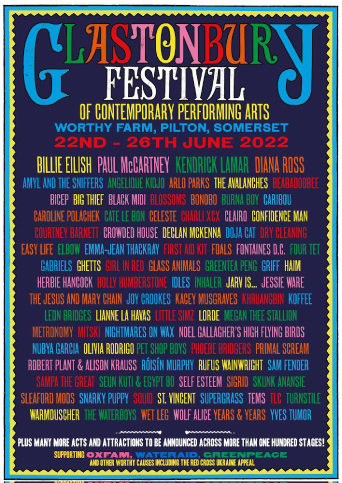 GLASTONBURY
FESTIVAL
OF CONTEMPORARY PERFORMING ARTS
WORTHY FARM, PILTON, SOMERSET
22ND - 26TH JUNE 2022
BILLIE EILISH PAUL McCARTNEY KENDRICK LAMAR DIANA ROSS
AMYL AND THE SNIFFERS ANGELIQUE KIDJO ARLO PARKS THE AVALANCHES BEABADOOBEE
BICEP BIG THIEF BLACK MIDI BLOSSOMS BONOBO BURNA BOY CARIBOU
CAROLINE POLACHEK CATE LE BON CELESTE CHARLI XCX CLAIRO CONFIDENCE MAN
COURTNEY BARNETT CROWDED HOUSE DECLAN MCKENNA DOJA CAT DRY CLEANING
EASY LIFE ELBOW EMMA-JEAN THACKRAY FIRST AID KIT FOALS FONTAINES D.C. FOUR TET
GABRIELS GHETTS GIRL IN RED GLASS ANIMALS GREENTEA PENG GRIFF HAIM
HERBIE HANCOCK HOLLY HUMBERSTONE IDLES INHALER JARV IS... JESSIE WARE
THE JESUS AND MARY CHAIN JOY CROOKES KACEY MUSGRAVES KHRUANGBIN KOFFEE
LEON BRIDGES LIANNE LA HAVAS LITTLE SIMZ LORDE MEGAN THEE STALLION
METRONOMY MITSKI NIGHTMARES ON WAX NOEL GALLAGHER'S HIGH FLYING BIRDS
NUBYA GARCIA OLIVIA RODRIGO PET SHOP BOYS PHOEBE BRIDGERS PRIMAL SCREAM
ROBERT PLANT & ALISON KRAUSS RÓISÍN MURPHY RUFUS WAINWRIGHT SAM FENDER
SAMPA THE GREAT SEUN KUTI & EGYPT 80 SELF ESTEEM SIGRID SKUNK ANANSIE
SLEAFORD MODS SNARKY PUPPY SQUID ST. VINCENT SUPERGRASS TEMS TLC TURNSTILE
WARMDUSCHER THE WATERBOYS WET LEG WOLF ALICE YEARS & YEARS YVES TUMOR
PLUS MANY MORE ACTS AND ATTRACTIONS TO BE ANNOUNCED ACROSS MORE THAN ONE HUNDRED STAGES!
SUPPORTING OXFAM, WATERAID, GREENPEACE
AND OTHER WORTHY CAUSES INCLUDING THE RED CROSS UKRAINE APPEAL